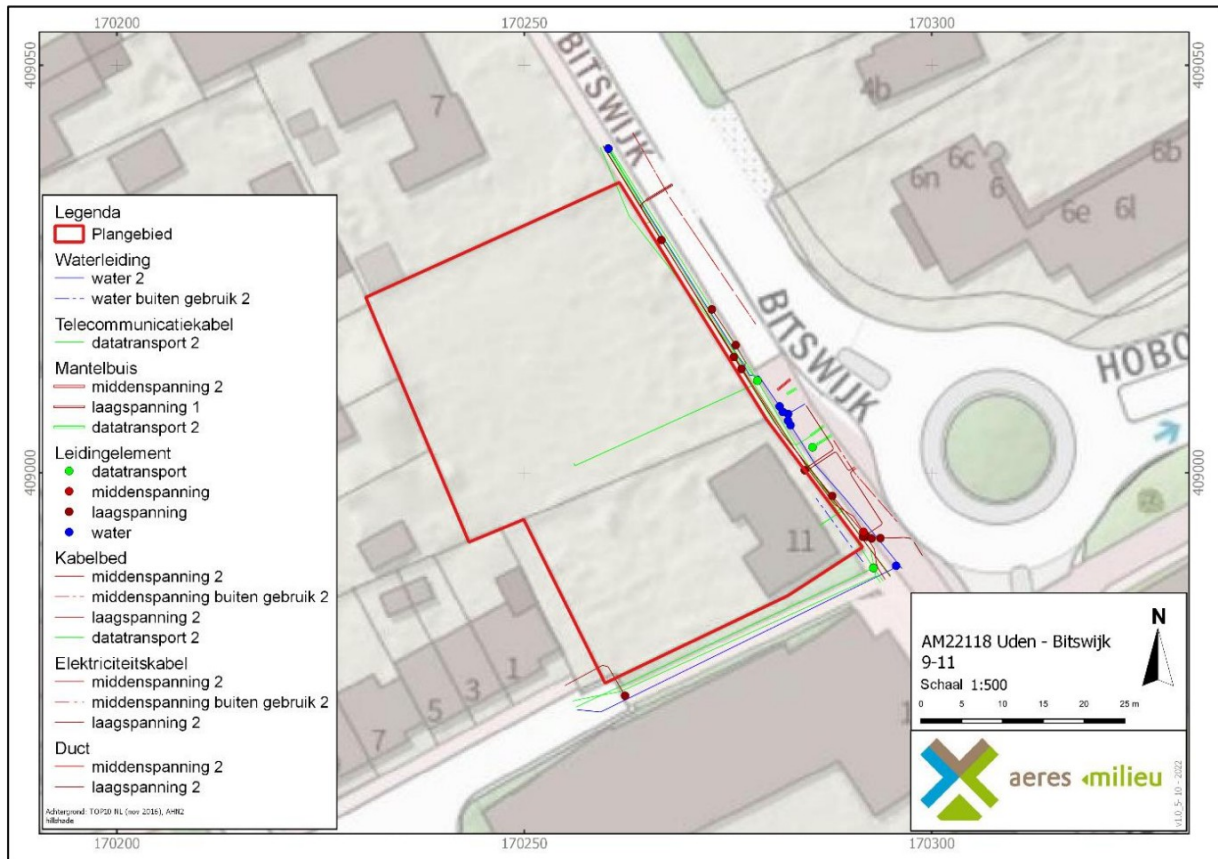 170200
170250
170300
409050
409050
409000
409000
BITSWIJK
BITSWIJK
HOBO
7
4b
6n
6c
6
6e
6l
6b
11
1
3
5
7
1
Legenda
Plangebied
Waterleiding
water 2
water buiten gebruik 2
Telecommunicatiekabel
datatransport 2
Mantelbuis
middenspanning 2
laagspanning 1
datatransport 2
Leidingelement
datatransport
middenspanning
laagspanning
water
Kabelbed
middenspanning 2
middenspanning buiten gebruik 2
laagspanning 2
datatransport 2
Elektriciteitskabel
middenspanning 2
middenspanning buiten gebruik 2
laagspanning 2
Duct
middenspanning 2
laagspanning 2
Achtergrond: TOP10 NL (nov 2016), AHN2
hillshade
AM22118 Uden - Bitswijk
9-11
Schaal 1:500
N
0 5 10 15 20 25 m
aeres milieu
v1.0_5- 10 - 2022
170200
170250
170300